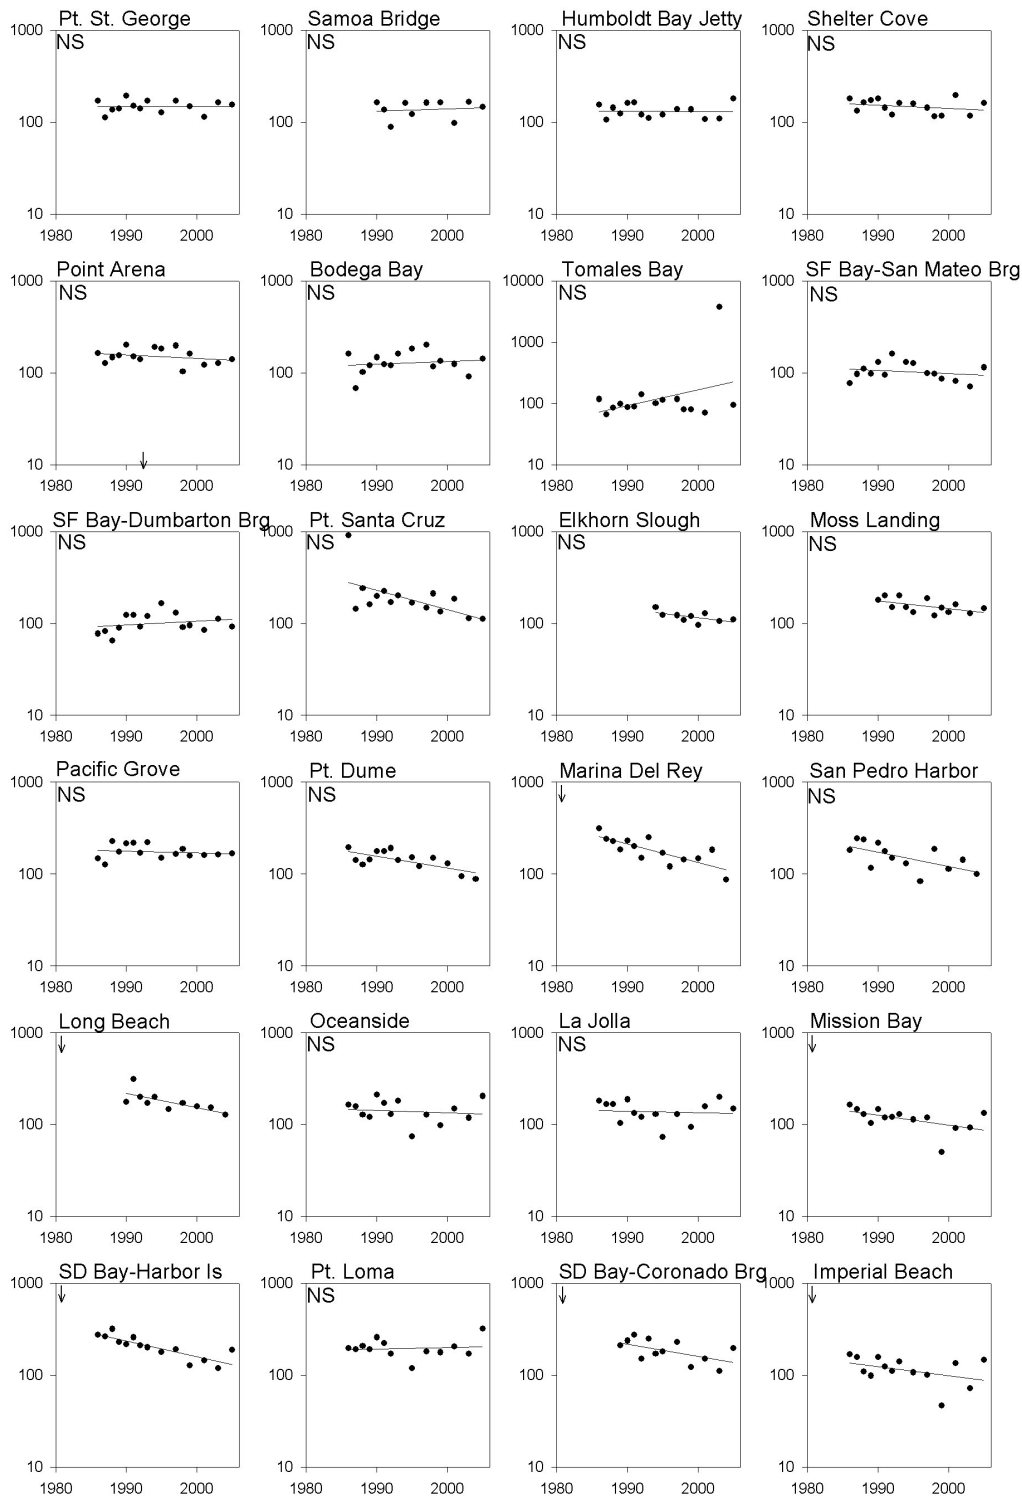 Pt. St. George Samoa Bridge Humboldt Bay Jetty Shelter Cove
1000 1000 1000 1000
NS NS NS NS
100 100 100 100
10 10 10 10
1980 1990 2000 1980 1990 2000 1980 1990 2000 1980 1990 2000
Point Arena Bodega Bay Tomales Bay SF Bay-San Mateo Brg
1000 1000 10000 1000
NS NS NS NS
1000
100 100 100 100
10 10 10 10
1980 1990 2000 1980 1990 2000 1980 1990 2000 1980 1990 2000
SF Bay-Dumbarton Brg Pt. Santa Cruz Elkhorn Slough Moss Landing
1000 1000 1000 1000
NS NS NS NS
100 100 100 100
10 10 10 10
1980 1990 2000 1980 1990 2000 1980 1990 2000 1980 1990 2000
Pacific Grove Pt. Dume Marina Del Rey San Pedro Harbor
1000 1000 1000 1000
NS NS NS
100 100 100 100
10 10 10 10
1980 1990 2000 1980 1990 2000 1980 1990 2000 1980 1990 2000
Long Beach Oceanside La Jolla Mission Bay
1000 1000 1000 1000
NS NS
100 100 100 100
10 10 10 10
1980 1990 2000 1980 1990 2000 1980 1990 2000 1980 1990 2000
SD Bay-Harbor Is Pt. Loma SD Bay-Coronado Brg Imperial Beach
1000 1000 1000 1000
NS
100 100 100 100
10 10 10 10
1980 1990 2000 1980 1990 2000 1980 1990 2000 1980 1990 2000